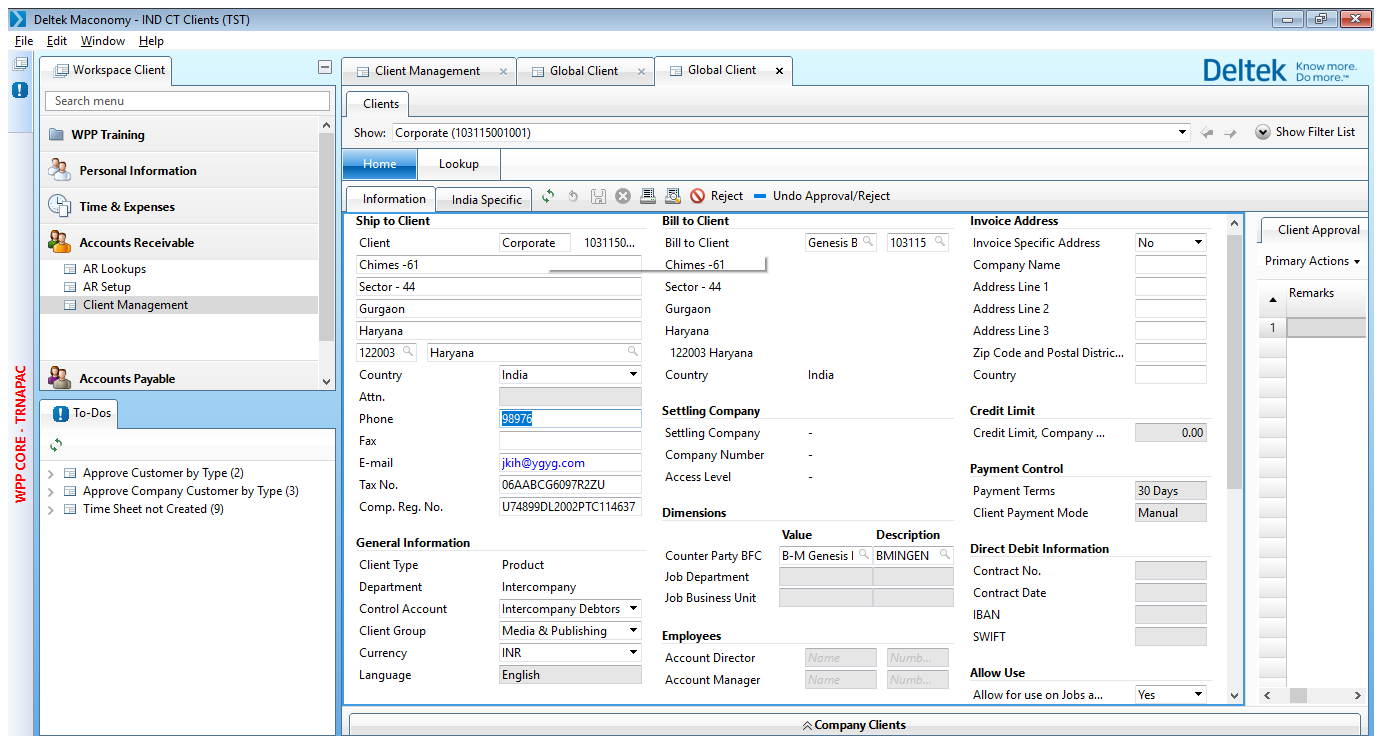 Deltek Maconomy - IND CT Clients (TST)
File Edit Window Help
Workspace Client
Search menu
WPP Training
Personal Information
Time & Expenses
Accounts Receivable
AR Lookups
AR Setup
Client Management
Accounts Payable
WPP CORE - TRNAPAC
To-Dos
Approve Customer by Type (2)
Approve Company Customer by Type (3)
Time Sheet not Created (9)
Client Management Global Client Global Client
Deltek Know more. Do more.™
Clients
Show: Corporate (103115001001) Show Filter List
Home Lookup
Information India Specific Reject Undo Approval/Reject
Ship to Client
Client Corporate 1031150...
Chimes -61
Sector - 44
Gurgaon
Haryana
122003 Haryana
Country India
Attn.
Phone 98976
Fax
E-mail jkih@ygyg.com
Tax No. 06AABCG6097R2ZU
Comp. Reg. No. U74899DL2002PTC114637
General Information
Client Type Product
Department Intercompany
Control Account Intercompany Debtors
Client Group Media & Publishing
Currency INR
Language English
Bill to Client
Bill to Client Genesis B 103115
Chimes -61
Sector - 44
Gurgaon
Haryana
122003 Haryana
Country India
Settling Company
Settling Company -
Company Number -
Access Level -
Dimensions
Value Description
Counter Party BFC B-M Genesis I BMINGEN
Job Department
Job Business Unit
Employees
Account Director Name Numb...
Account Manager Name Numb...
Invoice Address
Invoice Specific Address No
Company Name
Address Line 1
Address Line 2
Address Line 3
Zip Code and Postal Distric...
Country
Credit Limit
Credit Limit, Company ... 0.00
Payment Control
Payment Terms 30 Days
Client Payment Mode Manual
Direct Debit Information
Contract No.
Contract Date
IBAN
SWIFT
Allow Use
Allow for use on Jobs a... Yes
Client Approval
Primary Actions
Remarks
1
Company Clients